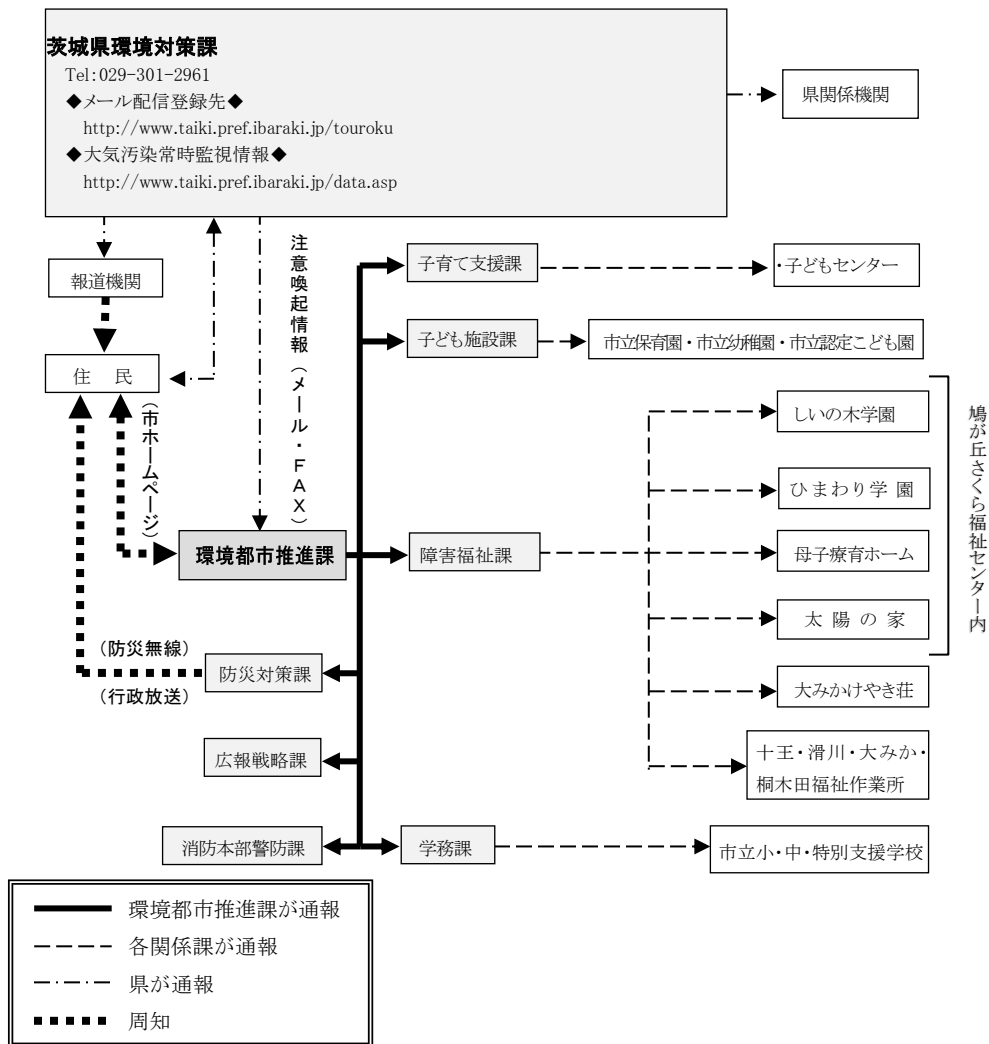 茨城県環境対策課
Tel:029-301-2961
◆メール配信登録先◆
http://www.taiki.pref.ibaraki.jp/touroku
◆大気汚染常時監視情報◆
http://www.taiki.pref.ibaraki.jp/data.asp
県関係機関
報道機関
住　民
注意喚起情報（メール・ＦＡＸ）
（市ホームページ）
環境都市推進課
子育て支援課
・子どもセンター
子ども施設課
市立保育園・市立幼稚園・市立認定こども園
障害福祉課
しいの木学園
ひまわり学園
母子療育ホーム
太陽の家
鳩が丘さくら福祉センター内
大みかけやき荘
十王・滑川・大みか・
桐木田福祉作業所
（防災無線）
（行政放送）
防災対策課
広報戦略課
消防本部警防課
学務課
市立小・中・特別支援学校
環境都市推進課が通報
各関係課が通報
県が通報
周知